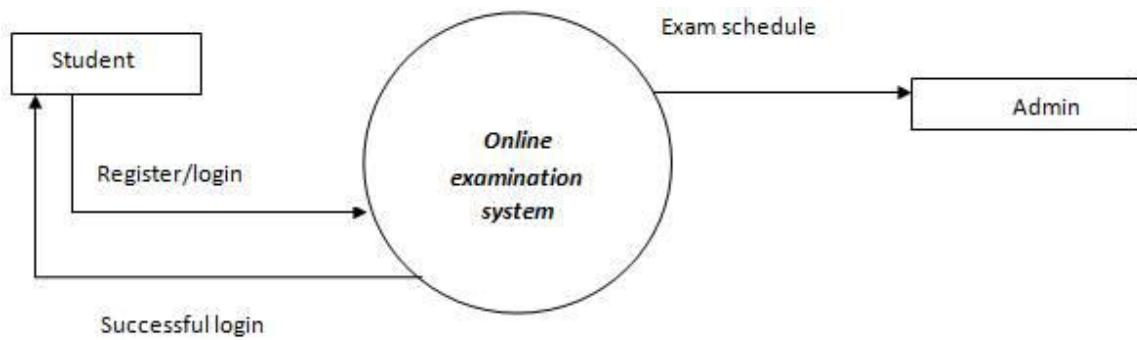 Exam schedule
Student
Admin
Online
examination
system
Register/login
Successful login